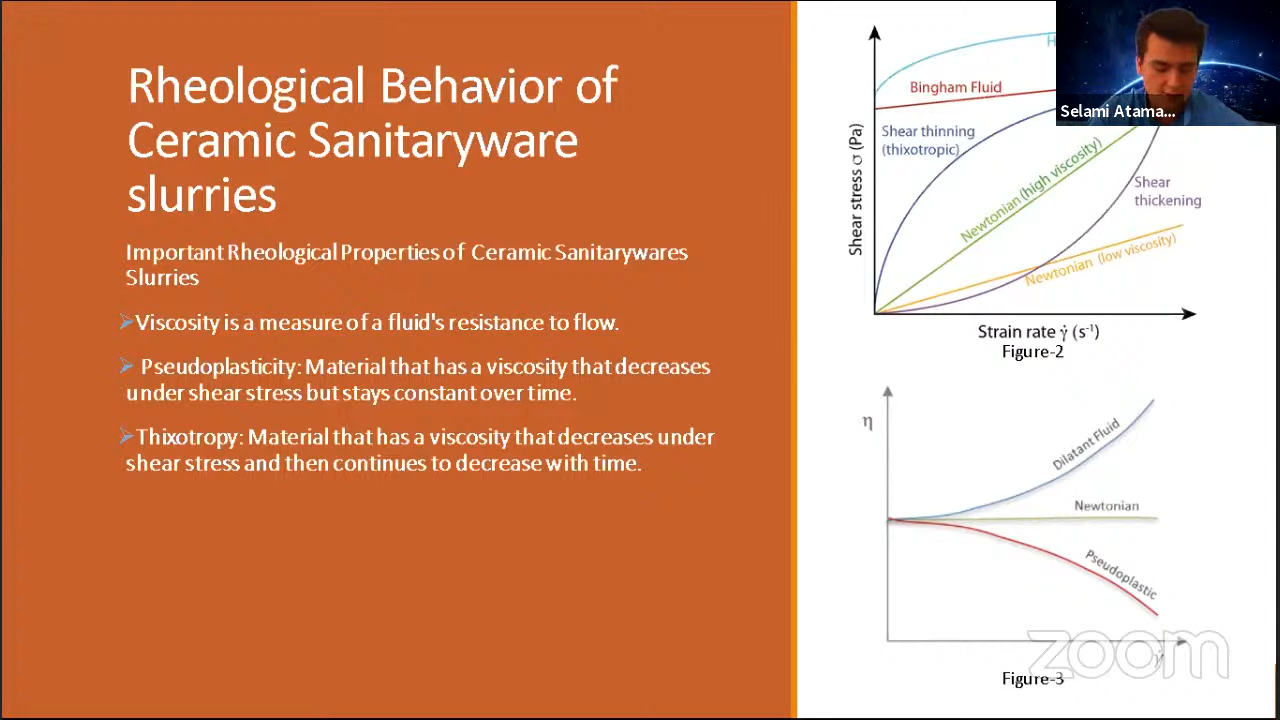 Rheological Behavior of
Ceramic Sanitaryware
slurries
Important Rheological Properties of Ceramic Sanitarywares
Slurries
Viscosity is a measure of a fluid's resistance to flow.
Pseudoplasticity: Material that has a viscosity that decreases
under shear stress but stays constant over time.
Thixotropy: Material that has a viscosity that decreases under
shear stress and then continues to decrease with time.
H
Bingham Fluid
Shear thinning
(thixotropic)
Newtonian (high viscosity)
Shear
thickening
Newtonian (low viscosity)
Shear stress σ (Pa)
Strain rate γ̇ (s⁻¹)
Figure-2
Selami Atama...
η
Dilatant Fluid
Newtonian
Pseudoplastic
γ̇
zoom
Figure-3